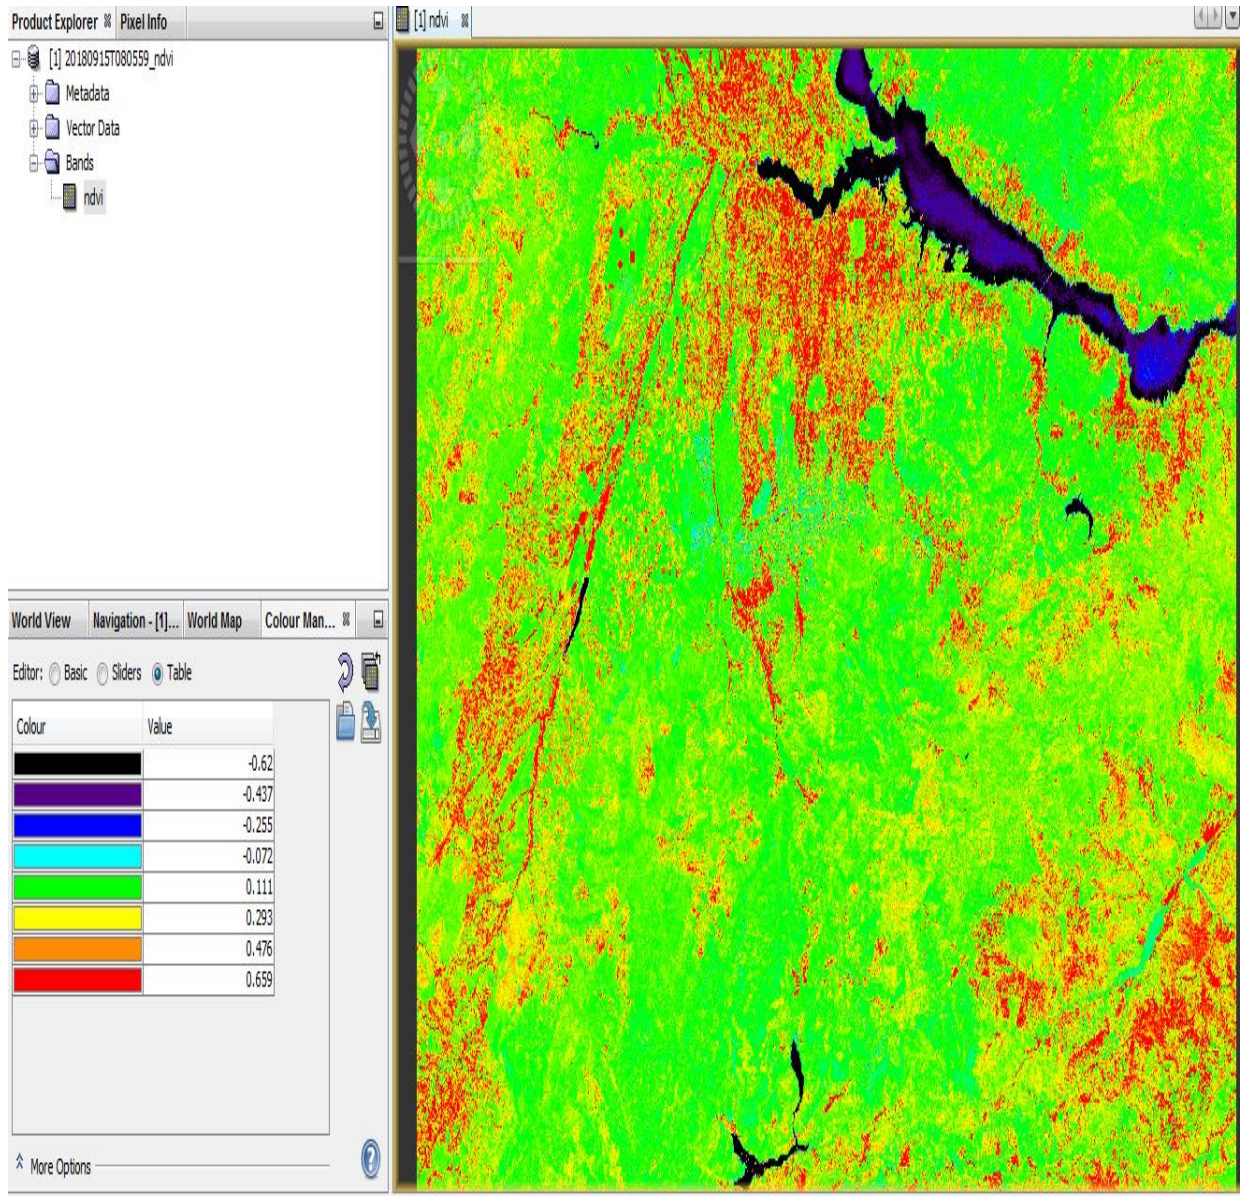 Product Explorer Pixel Info
[1] 20180915T080559_ndvi
Metadata
Vector Data
Bands
ndvi
[1] ndvi
World View Navigation - [1]... World Map Colour Man...
Editor: Basic Sliders Table
Colour Value
-0.62
-0.437
-0.255
-0.072
0.111
0.293
0.476
0.659
More Options